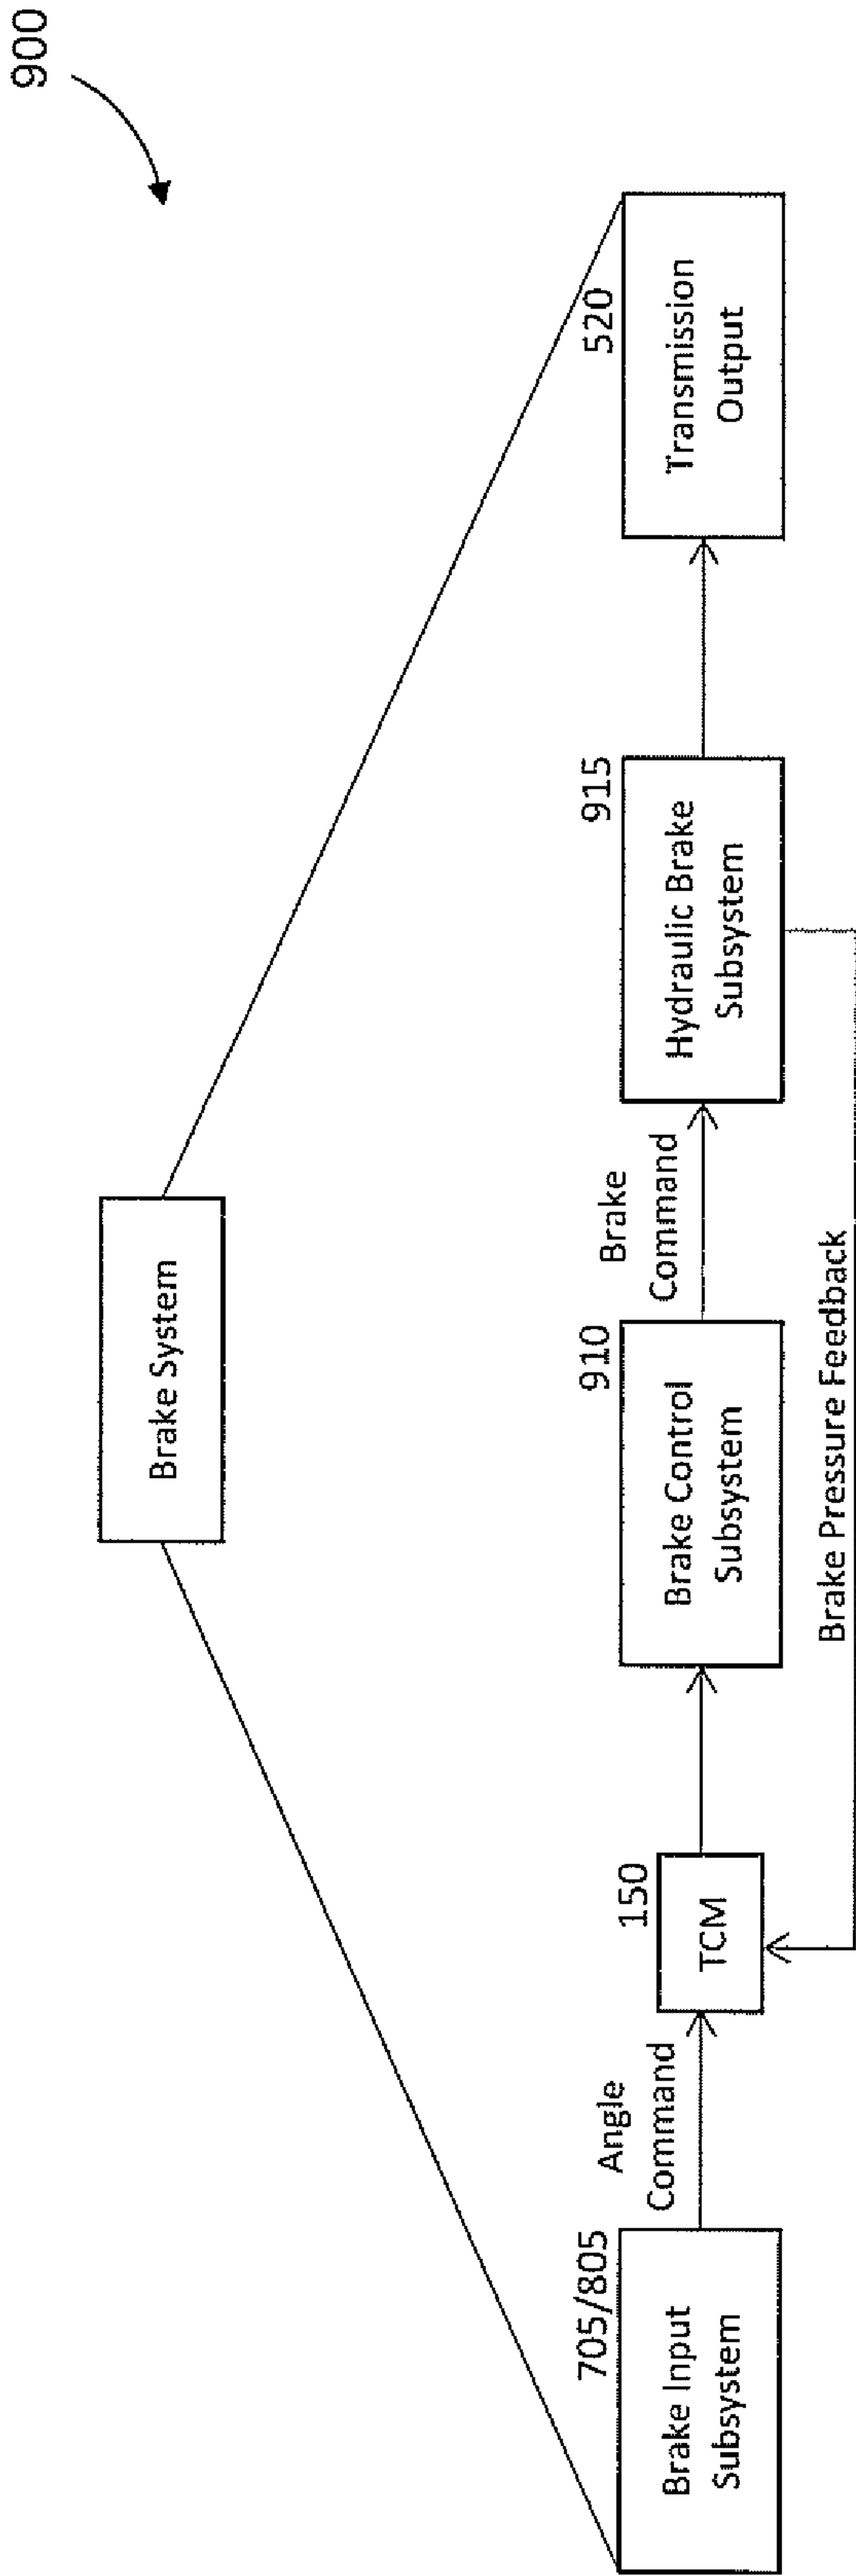 900
Brake System
705/805
Brake Input
Subsystem
Angle
Command
150
TCM
910
Brake Control
Subsystem
Brake
Command
915
Hydraulic Brake
Subsystem
520
Transmission
Output
Brake Pressure Feedback